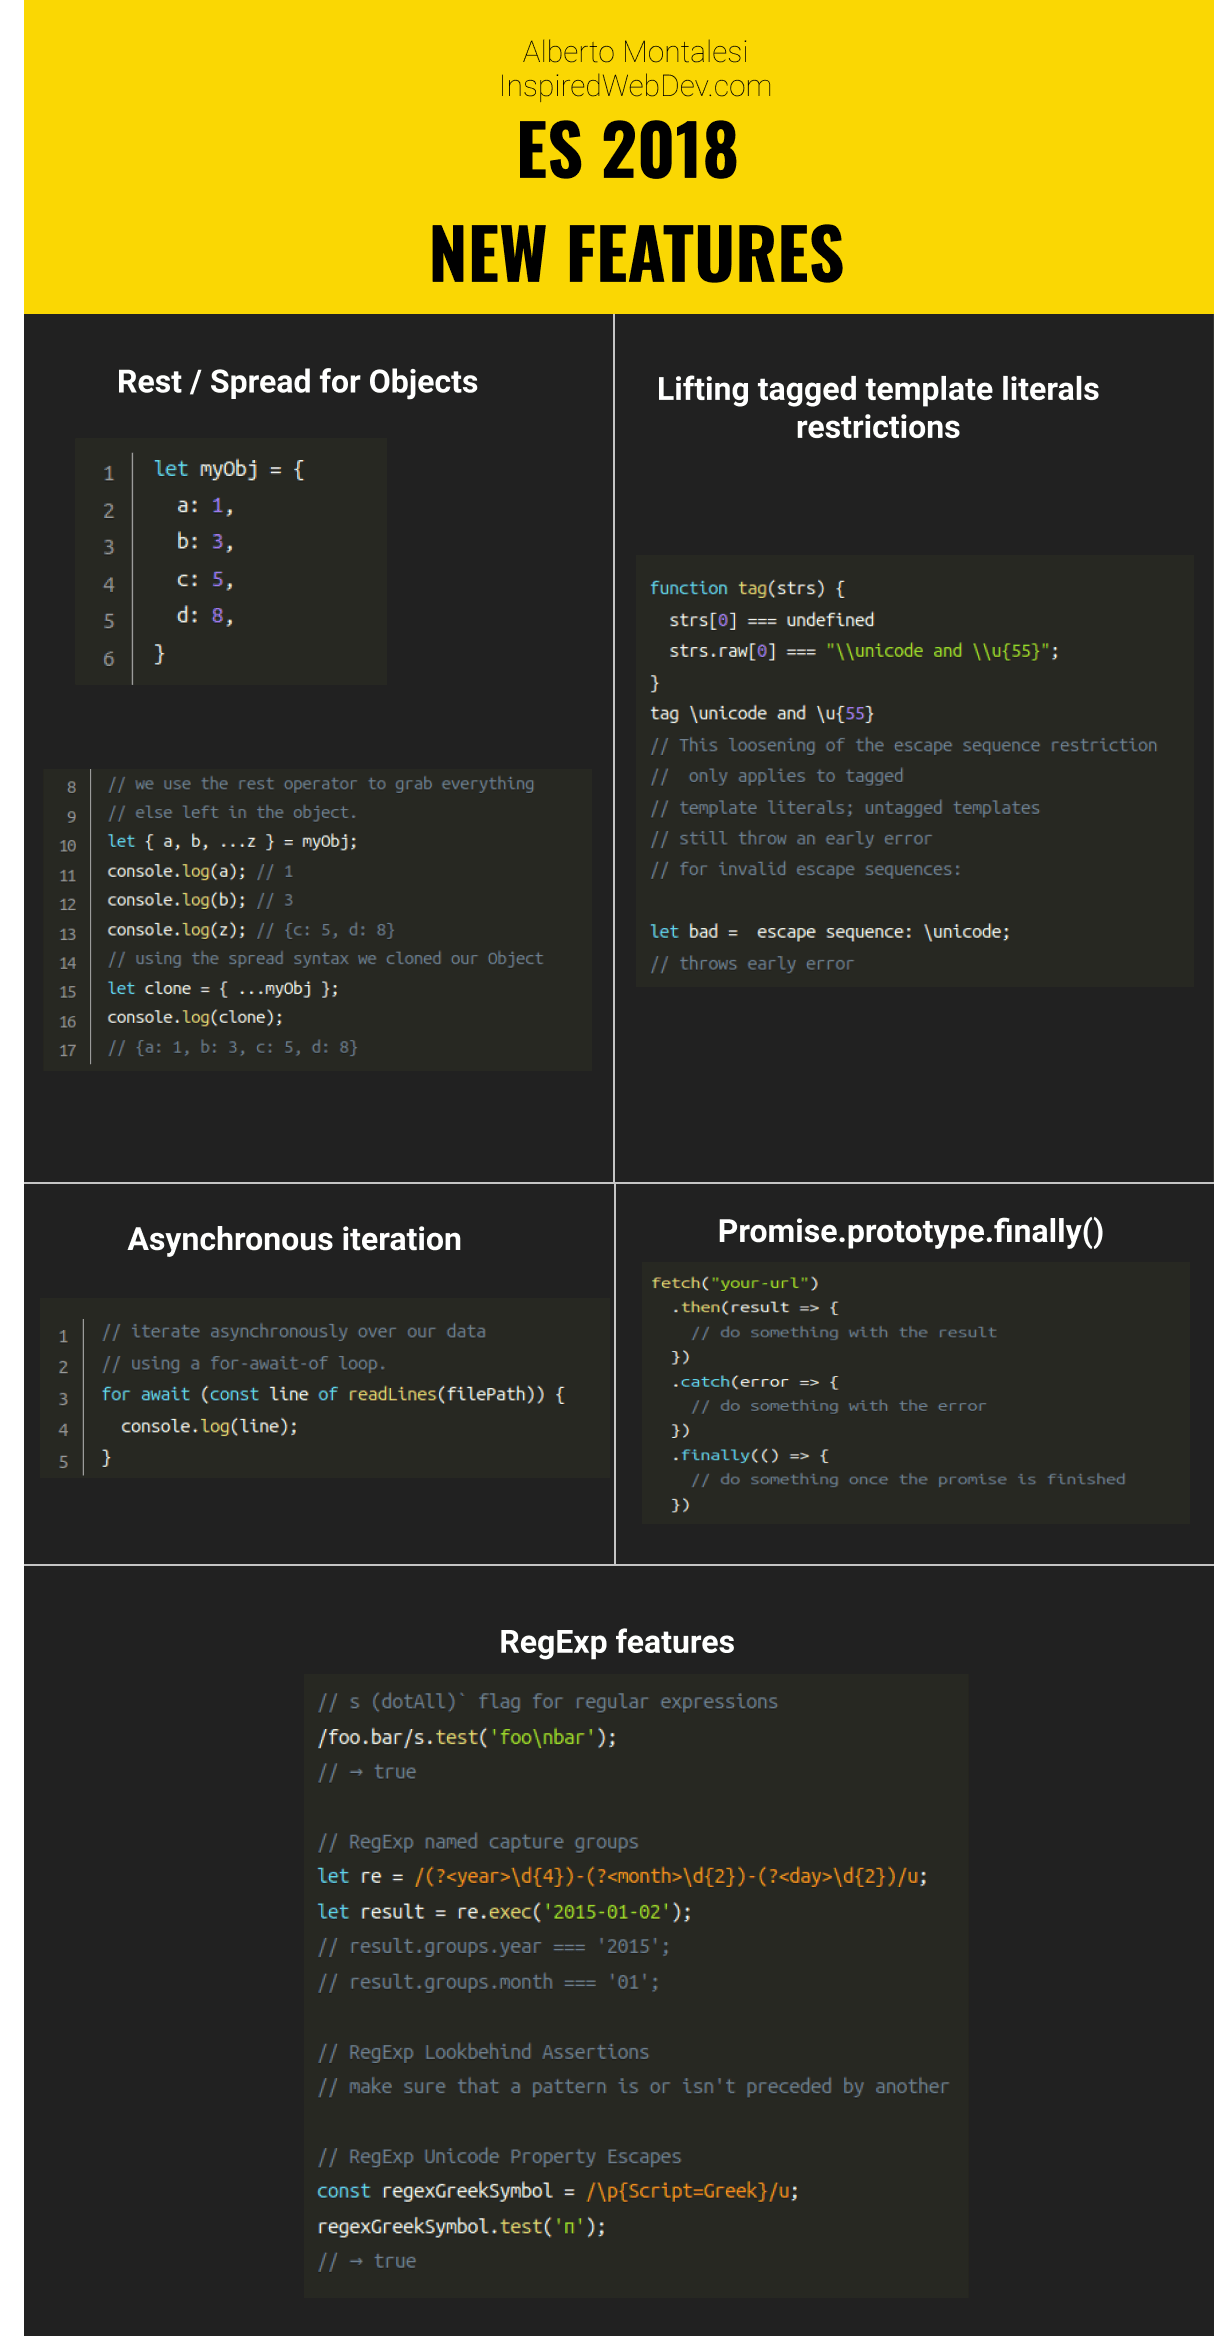 Alberto Montalesi
InspiredWebDev.com
ES 2018
NEW FEATURES
Rest / Spread for Objects
1 let myObj = {
2   a: 1,
3   b: 3,
4   c: 5,
5   d: 8,
6 }
8 // we use the rest operator to grab everything
9 // else left in the object.
10 let { a, b, ...z } = myObj;
11 console.log(a); // 1
12 console.log(b); // 3
13 console.log(z); // {c: 5, d: 8}
14 // using the spread syntax we cloned our Object
15 let clone = { ...myObj };
16 console.log(clone);
17 // {a: 1, b: 3, c: 5, d: 8}
Lifting tagged template literals
restrictions
function tag(strs) {
  strs[0] === undefined
  strs.raw[0] === "\\unicode and \\u{55}";
}
tag \unicode and \u{55}
// This loosening of the escape sequence restriction
//  only applies to tagged
// template literals; untagged templates
// still throw an early error
// for invalid escape sequences:
let bad =  escape sequence: \unicode;
// throws early error
Asynchronous iteration
1 // iterate asynchronously over our data
2 // using a for-await-of loop.
3 for await (const line of readLines(filePath)) {
4   console.log(line);
5 }
Promise.prototype.finally()
fetch("your-url")
  .then(result => {
    // do something with the result
  })
  .catch(error => {
    // do something with the error
  })
  .finally(() => {
    // do something once the promise is finished
  })
RegExp features
// s (dotAll)` flag for regular expressions
/foo.bar/s.test('foo\nbar');
// → true
// RegExp named capture groups
let re = /(?<year>\d{4})-(?<month>\d{2})-(?<day>\d{2})/u;
let result = re.exec('2015-01-02');
// result.groups.year === '2015';
// result.groups.month === '01';
// RegExp Lookbehind Assertions
// make sure that a pattern is or isn't preceded by another
// RegExp Unicode Property Escapes
const regexGreekSymbol = /\p{Script=Greek}/u;
regexGreekSymbol.test('π');
// → true